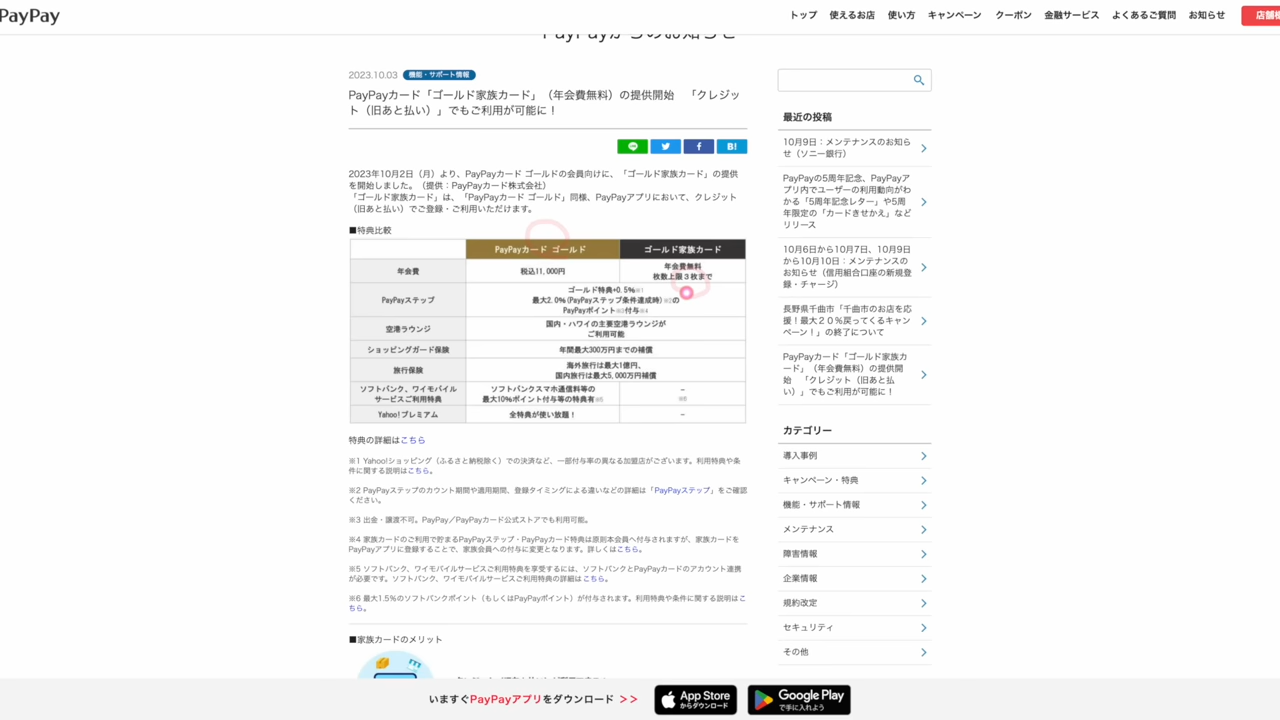 PayPay
トップ 使えるお店 使い方 キャンペーン クーポン 金融サービス よくあるご質問 お知らせ 店舗様
PayPayからのお知らせ
2023.10.03 機能・サポート情報
PayPayカード「ゴールド家族カード」（年会費無料）の提供開始 「クレジッ
ト（旧あと払い）」でもご利用が可能に！
B!
2023年10月2日（月）より、PayPayカード ゴールドの会員向けに、「ゴールド家族カード」の提供
を開始しました。（提供：PayPayカード株式会社）
「ゴールド家族カード」は、「PayPayカード ゴールド」同様、PayPayアプリにおいて、クレジット
（旧あと払い）でご登録・ご利用いただけます。
■特典比較
PayPayカード ゴールド ゴールド家族カード
年会費 税込11,000円 年会費無料
枚数上限３枚まで
PayPayステップ ゴールド特典+0.5%※1
最大2.0%(PayPayステップ条件達成時)※2の
PayPayポイント※3付与※4
空港ラウンジ 国内・ハワイの主要空港ラウンジが
ご利用可能
ショッピングガード保険 年間最大300万円までの補償
旅行保険 海外旅行は最大1億円、
国内旅行は最大5,000万円補償
ソフトバンク、ワイモバイル
サービスご利用特典 ソフトバンクスマホ通信料等の
最大10%ポイント付与等の特典有※5 −
※6
Yahoo!プレミアム 全特典が使い放題！ −
特典の詳細はこちら
※1 Yahoo!ショッピング（ふるさと納税除く）での決済など、一部付与率の異なる加盟店がございます。利用特典や条
件に関する説明はこちら。
※2 PayPayステップのカウント期間や適用期間、登録タイミングによる違いなどの詳細は「PayPayステップ」をご確認
ください。
※3 出金・譲渡不可。PayPay／PayPayカード公式ストアでも利用可能。
※4 家族カードのご利用で貯まるPayPayステップ・PayPayカード特典は原則本会員へ付与されますが、家族カードを
PayPayアプリに登録することで、家族会員への付与に変更となります。詳しくはこちら。
※5 ソフトバンク、ワイモバイルサービスご利用特典を享受するには、ソフトバンクとPayPayカードのアカウント連携
が必要です。ソフトバンク、ワイモバイルサービスご利用特典の詳細はこちら。
※6 最大1.5%のソフトバンクポイント（もしくはPayPayポイント）が付与されます。利用特典や条件に関する説明はこ
ちら。
■家族カードのメリット
最近の投稿
10月9日：メンテナンスのお知ら
せ（ソニー銀行）
PayPayの5周年記念、PayPayア
プリ内でユーザーの利用動向がわ
かる「5周年記念レター」や5周
年限定の「カードきせかえ」など
リリース
10月6日から10月7日、10月9日
から10月10日：メンテナンスの
お知らせ（信用組合口座の新規登
録・チャージ）
長野県千曲市「千曲市のお店を応
援！最大２０％戻ってくるキャン
ペーン！」の終了について
PayPayカード「ゴールド家族カ
ード」（年会費無料）の提供開
始 「クレジット（旧あと払
い）」でもご利用が可能に！
カテゴリー
導入事例
キャンペーン・特典
機能・サポート情報
メンテナンス
障害情報
企業情報
規約改定
セキュリティ
その他
いますぐPayPayアプリをダウンロード >>
App Store
からダウンロード
Google Play
で手に入れよう